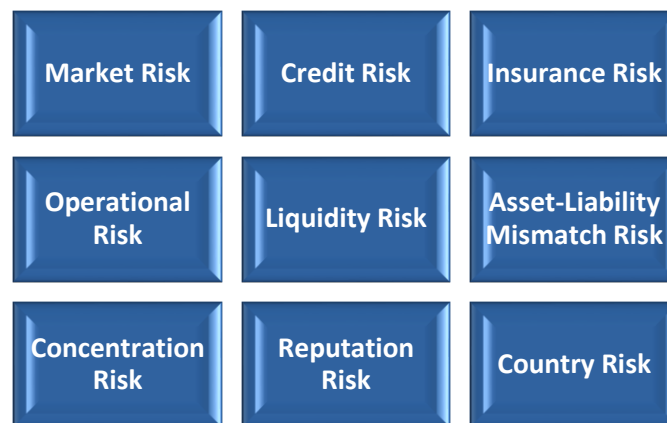 Market Risk
Credit Risk
Insurance Risk
Operational
Risk
Liquidity Risk
Asset-Liability
Mismatch Risk
Concentration
Risk
Reputation
Risk
Country Risk